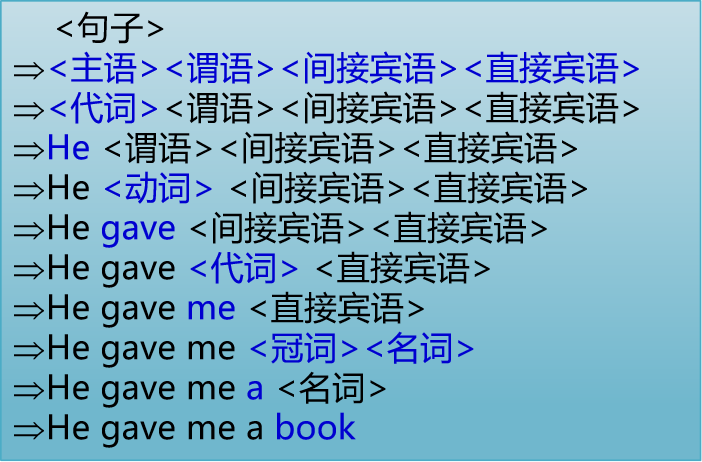 <句子>
⇒<主语><谓语><间接宾语><直接宾语>
⇒<代词><谓语><间接宾语><直接宾语>
⇒He <谓语><间接宾语><直接宾语>
⇒He <动词> <间接宾语><直接宾语>
⇒He gave <间接宾语><直接宾语>
⇒He gave <代词> <直接宾语>
⇒He gave me <直接宾语>
⇒He gave me <冠词><名词>
⇒He gave me a <名词>
⇒He gave me a book